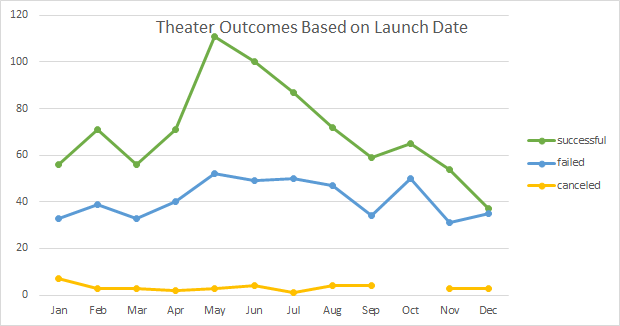 Theater Outcomes Based on Launch Date
120
100
80
60
40
20
0
Jan Feb Mar Apr May Jun Jul Aug Sep Oct Nov Dec
successful
failed
canceled